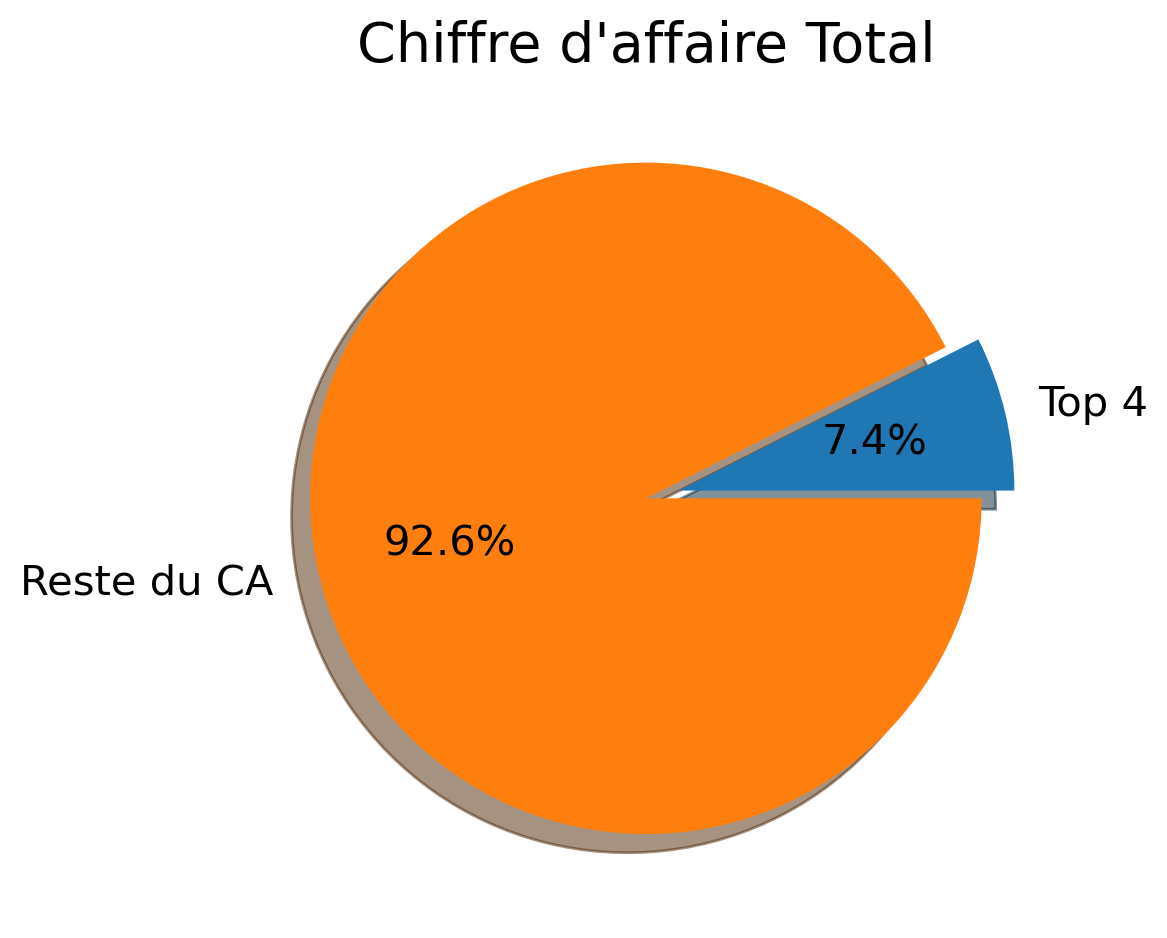 Chiffre d'affaire Total
Top 4
7.4%
92.6%
Reste du CA